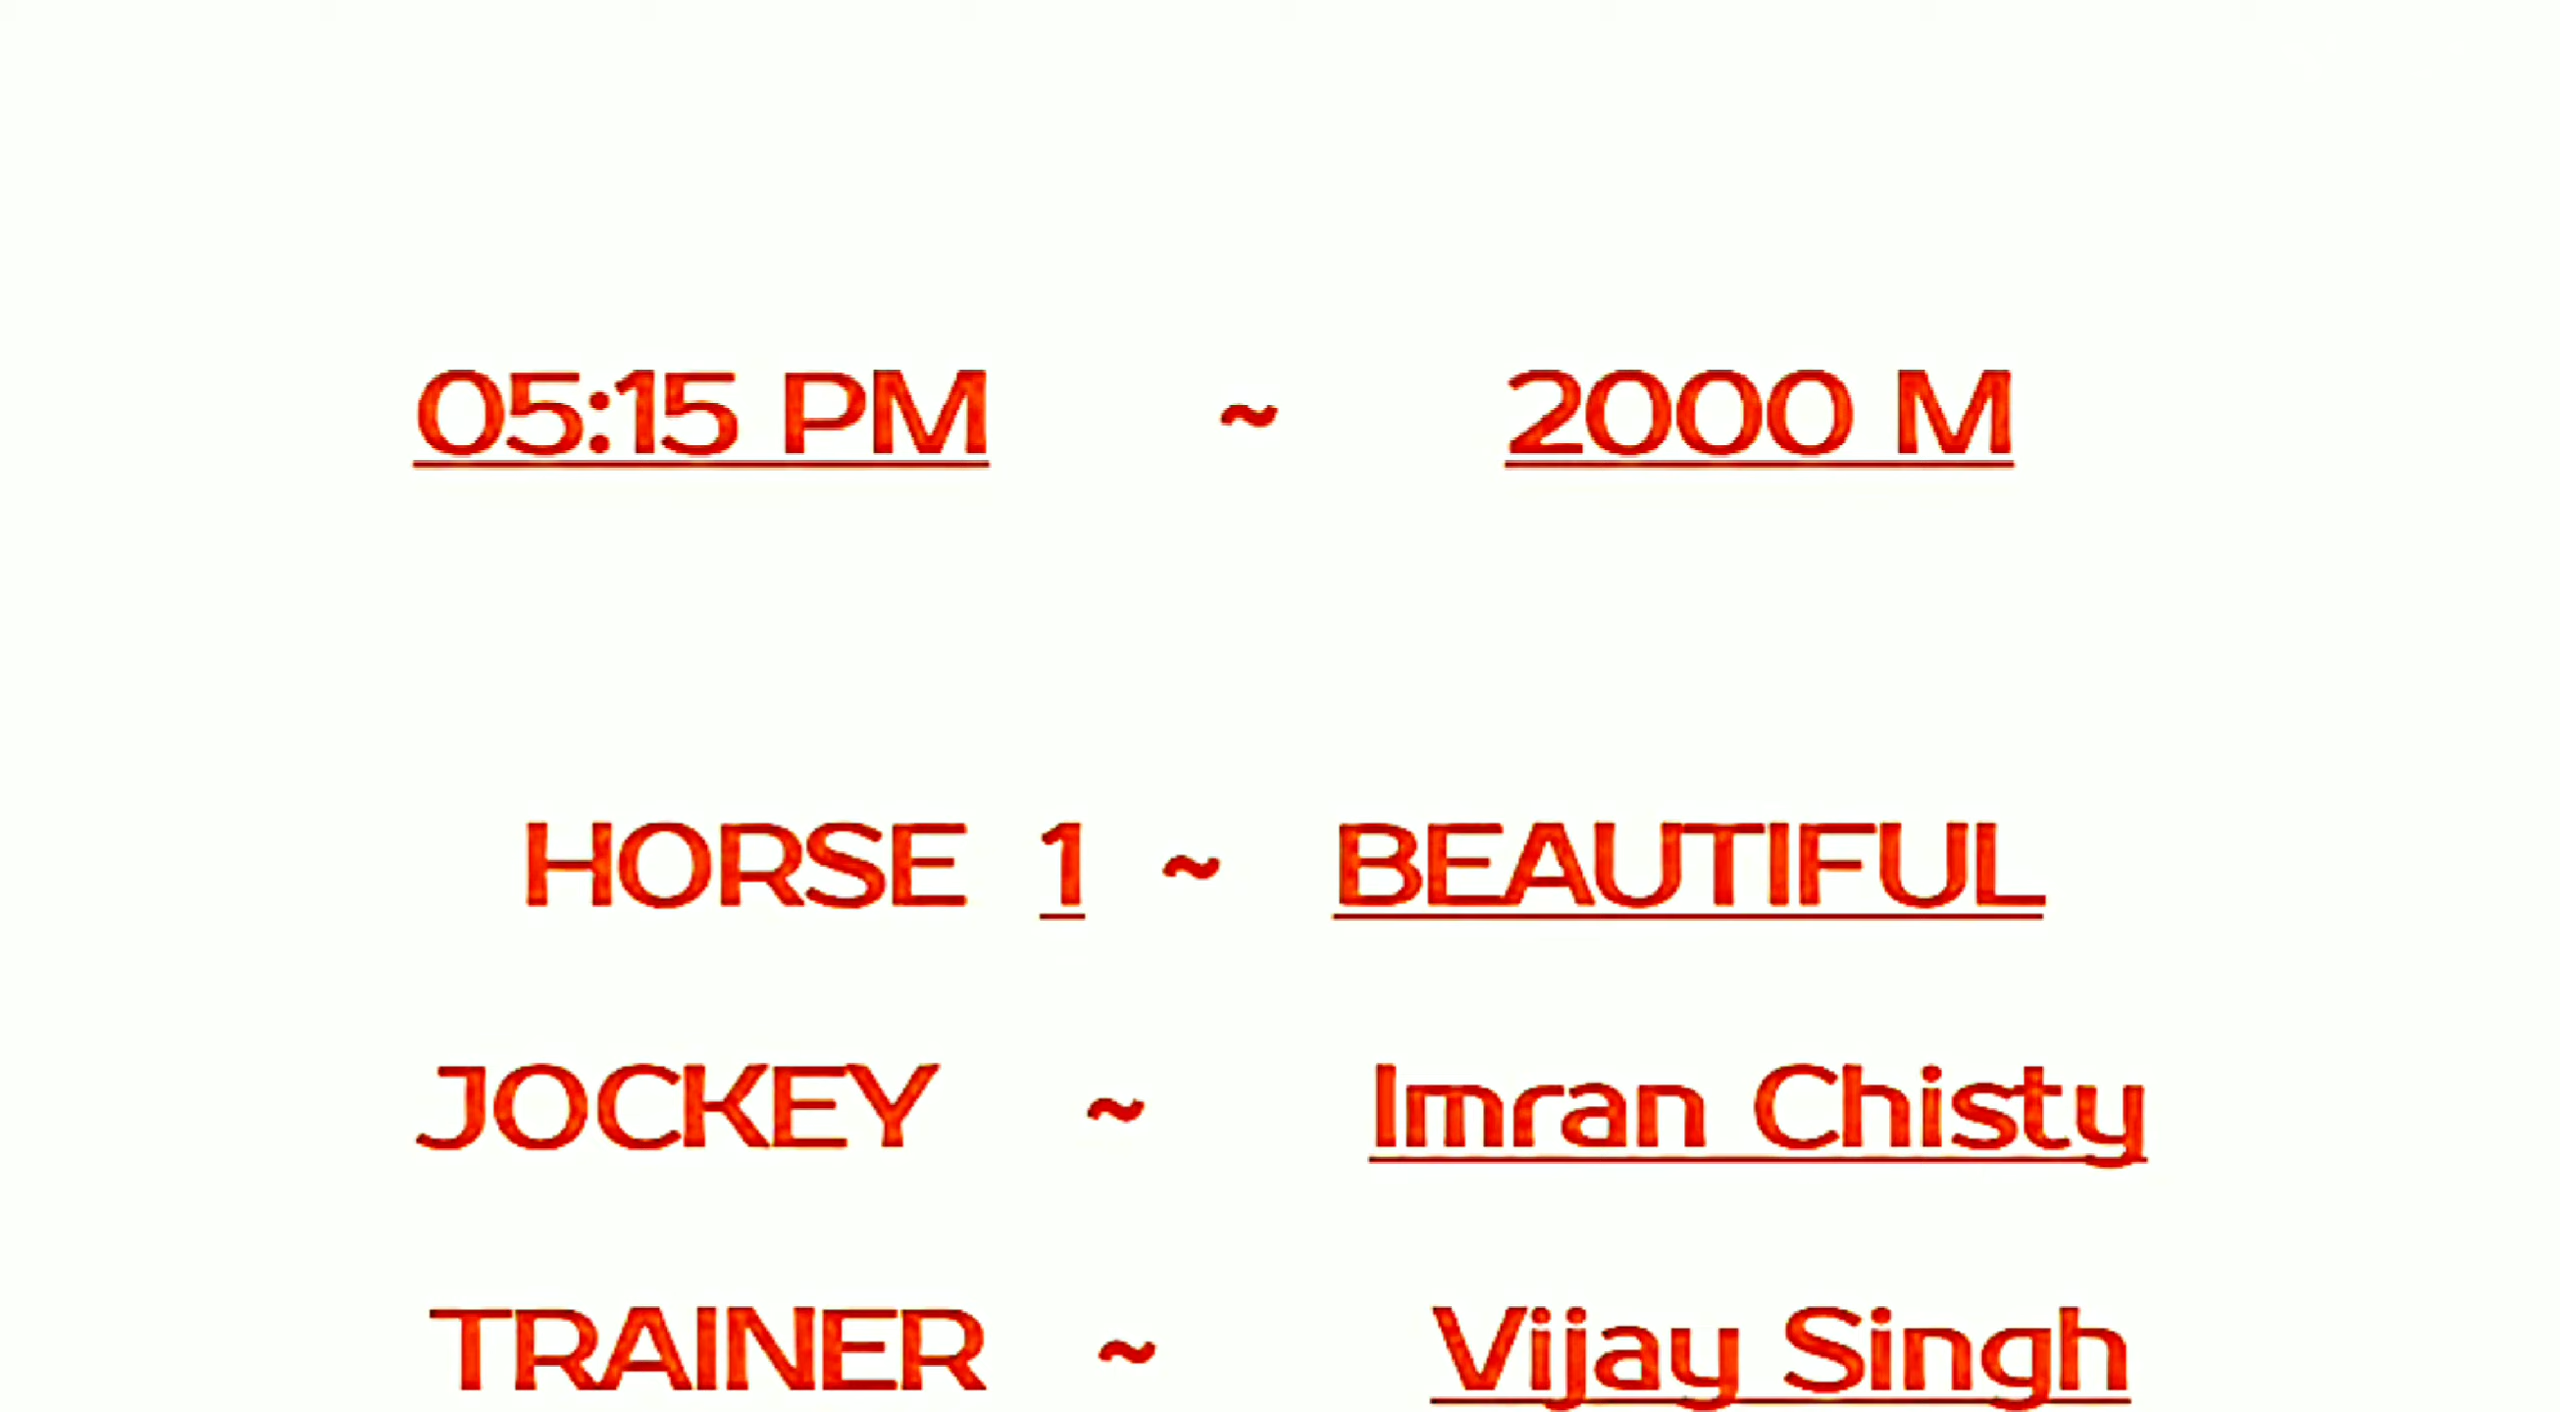 05:15 PM ~ 2000 M
HORSE 1 ~ BEAUTIFUL
JOCKEY ~ Imran Chisty
TRAINER ~ Vijay Singh